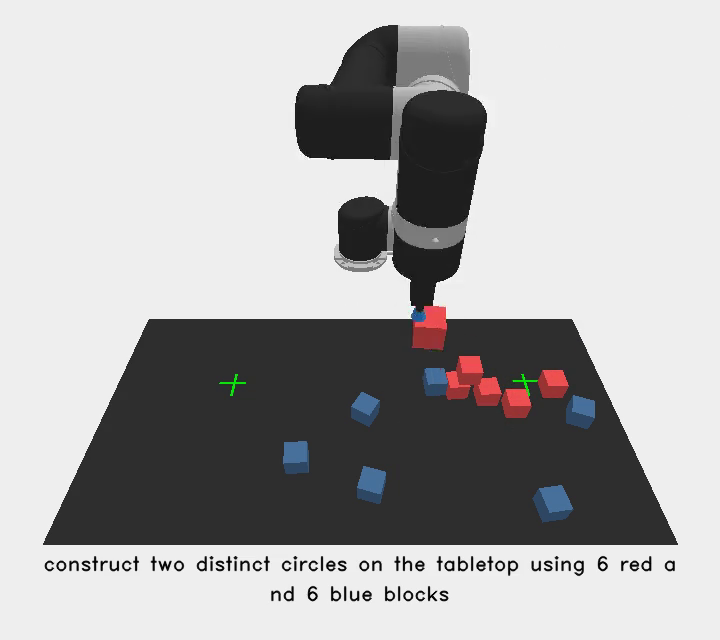 construct two distinct circles on the tabletop using 6 red a
nd 6 blue blocks